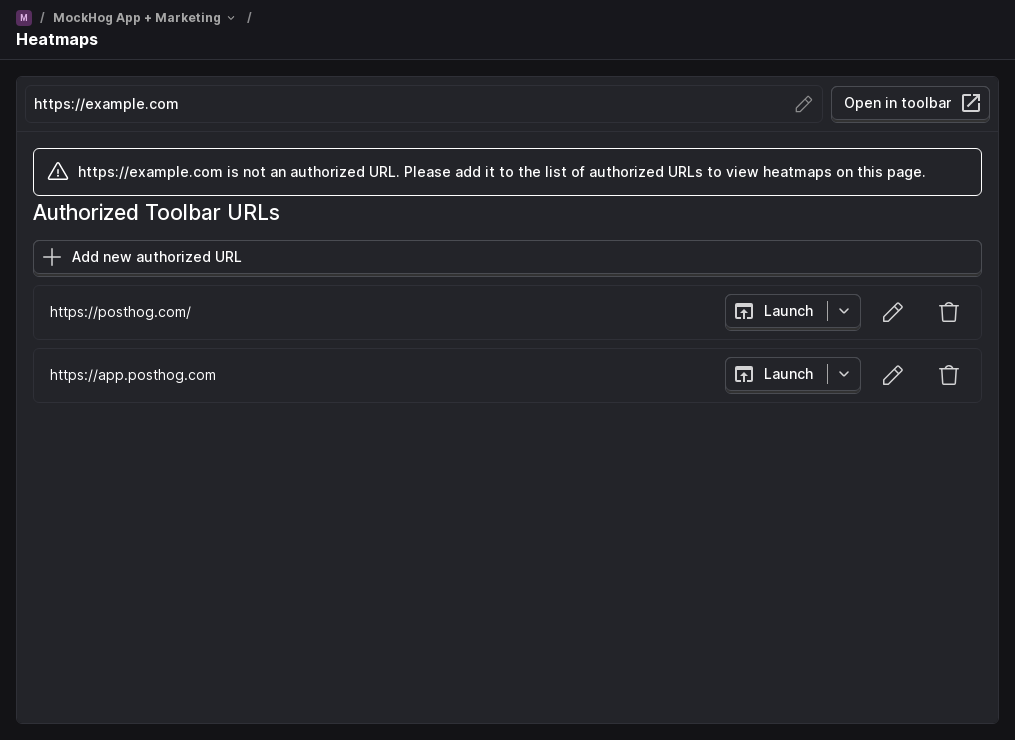 M / MockHog App + Marketing /
Heatmaps
https://example.com
Open in toolbar
https://example.com is not an authorized URL. Please add it to the list of authorized URLs to view heatmaps on this page.
Authorized Toolbar URLs
Add new authorized URL
https://posthog.com/
Launch
https://app.posthog.com
Launch